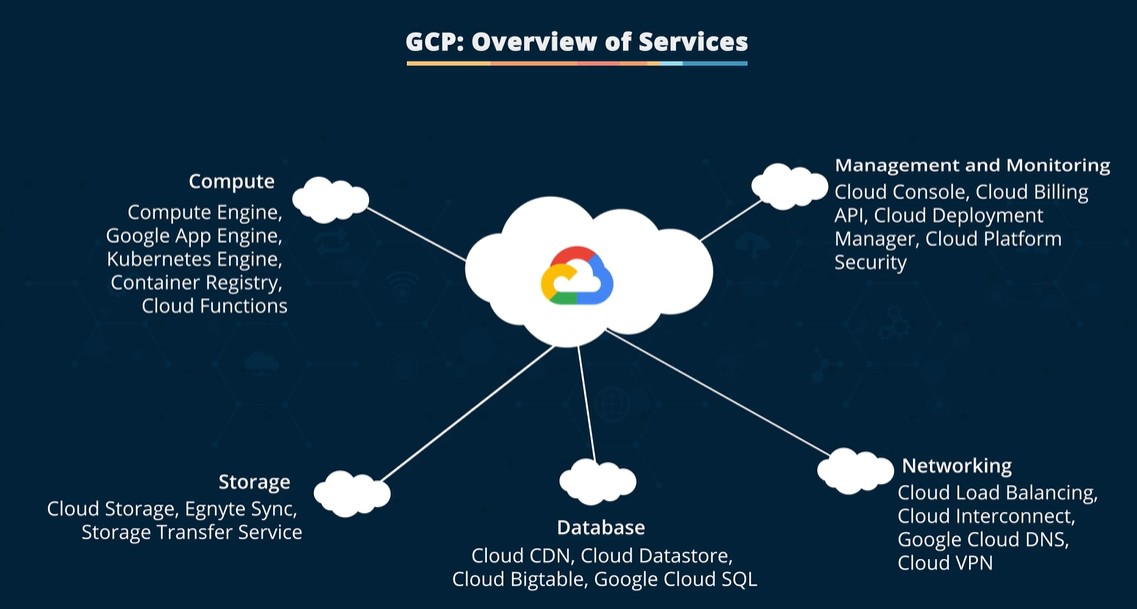 GCP: Overview of Services
Compute
Compute Engine,
Google App Engine,
Kubernetes Engine,
Container Registry,
Cloud Functions
Management and Monitoring
Cloud Console, Cloud Billing
API, Cloud Deployment
Manager, Cloud Platform
Security
Storage
Cloud Storage, Egnyte Sync,
Storage Transfer Service
Database
Cloud CDN, Cloud Datastore,
Cloud Bigtable, Google Cloud SQL
Networking
Cloud Load Balancing,
Cloud Interconnect,
Google Cloud DNS,
Cloud VPN